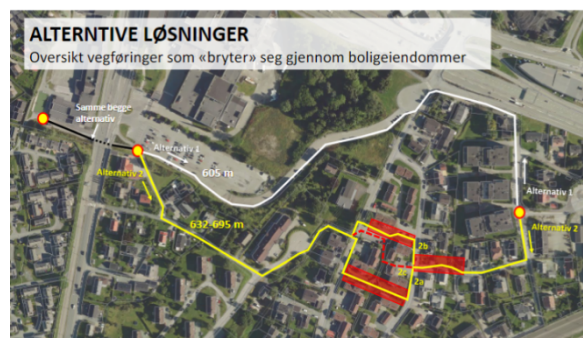 ALTERNTIVE LØSNINGER
Oversikt vegføringer som «bryter» seg gjennom boligeiendommer
Samme begge
alternativ
Alternativ 1
Alternativ 2
605 m
632-695 m
Alternativ 1
Alternativ 2
2b
2a